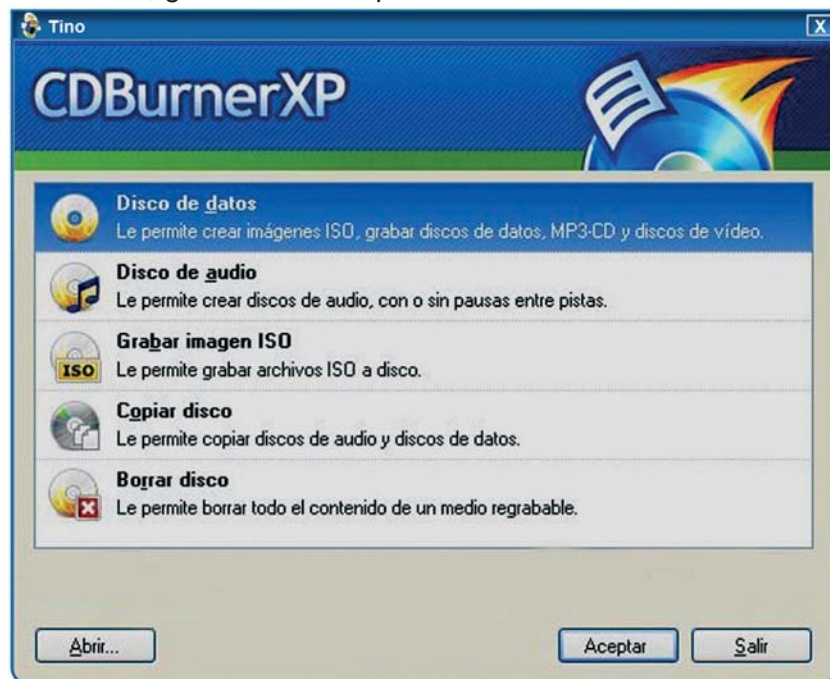 Tino
X
CDBurnerXP
Disco de datos
Le permite crear imágenes ISO, grabar discos de datos, MP3-CD y discos de vídeo.
Disco de audio
Le permite crear discos de audio, con o sin pausas entre pistas.
Grabar imagen ISO
ISO
Le permite grabar archivos ISO a disco.
Copiar disco
Le permite copiar discos de audio y discos de datos.
Borrar disco
Le permite borrar todo el contenido de un medio regrabable.
Abrir... Aceptar Salir